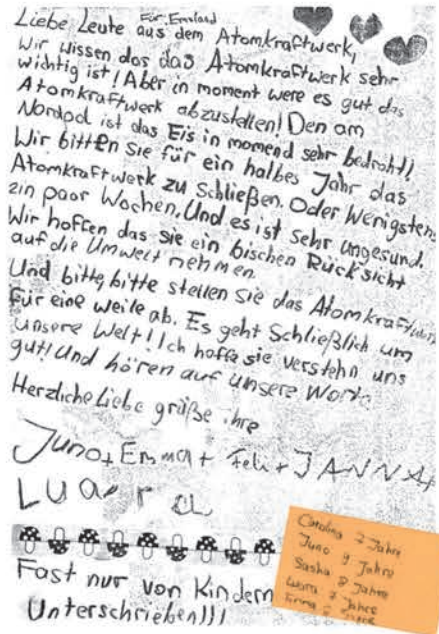 Für Emsland
Liebe Leute aus dem Atomkraftwerk,
Wir wissen das das Atomkraftwerk sehr
wichtig ist! Aber in moment were es gut das
Atomkraftwerk abzustellen! Den am
Nordpol ist das Eis in momend sehr bedroht!
Wir bitten Sie für ein halbes Jahr das
Atomkraftwerk zu schließen. Oder Wenigstens
ein paar Wochen. Und es ist sehr ungesund.
Wir hoffen das sie ein bischen Rücksicht
auf die Umwelt nehmen.
Und bitte, bitte stellen sie das Atomkraftwerk
für eine weile ab. Es geht Schließlich um
unsere Welt! Ich hoffe sie verstehn uns
gut! Und hören auf unsere Worte.
Herzliche Liebe grüße ihre
Juno + Emma + + JANNA +
Fast nur von Kindern
Unterschrieben!!!
Jahre
Juno 9 Jahre
Sasha 8 Jahre
7 Jahre